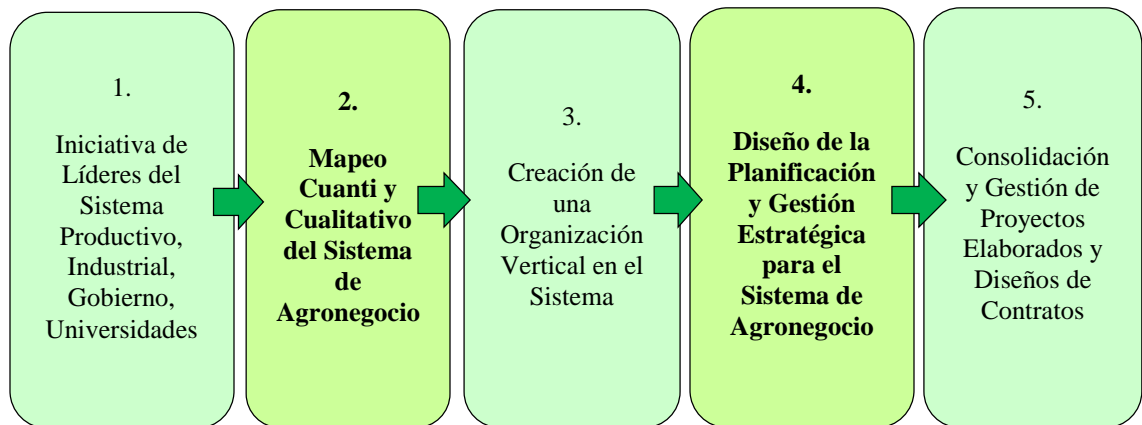 1.
Iniciativa de
Líderes del
Sistema
Productivo,
Industrial,
Gobierno,
Universidades
2.
Mapeo
Cuanti y
Cualitativo
del Sistema
de
Agronegocio
3.
Creación de
una
Organización
Vertical en el
Sistema
4.
Diseño de la
Planificación
y Gestión
Estratégica
para el
Sistema de
Agronegocio
5.
Consolidación
y Gestión de
Proyectos
Elaborados y
Diseños de
Contratos